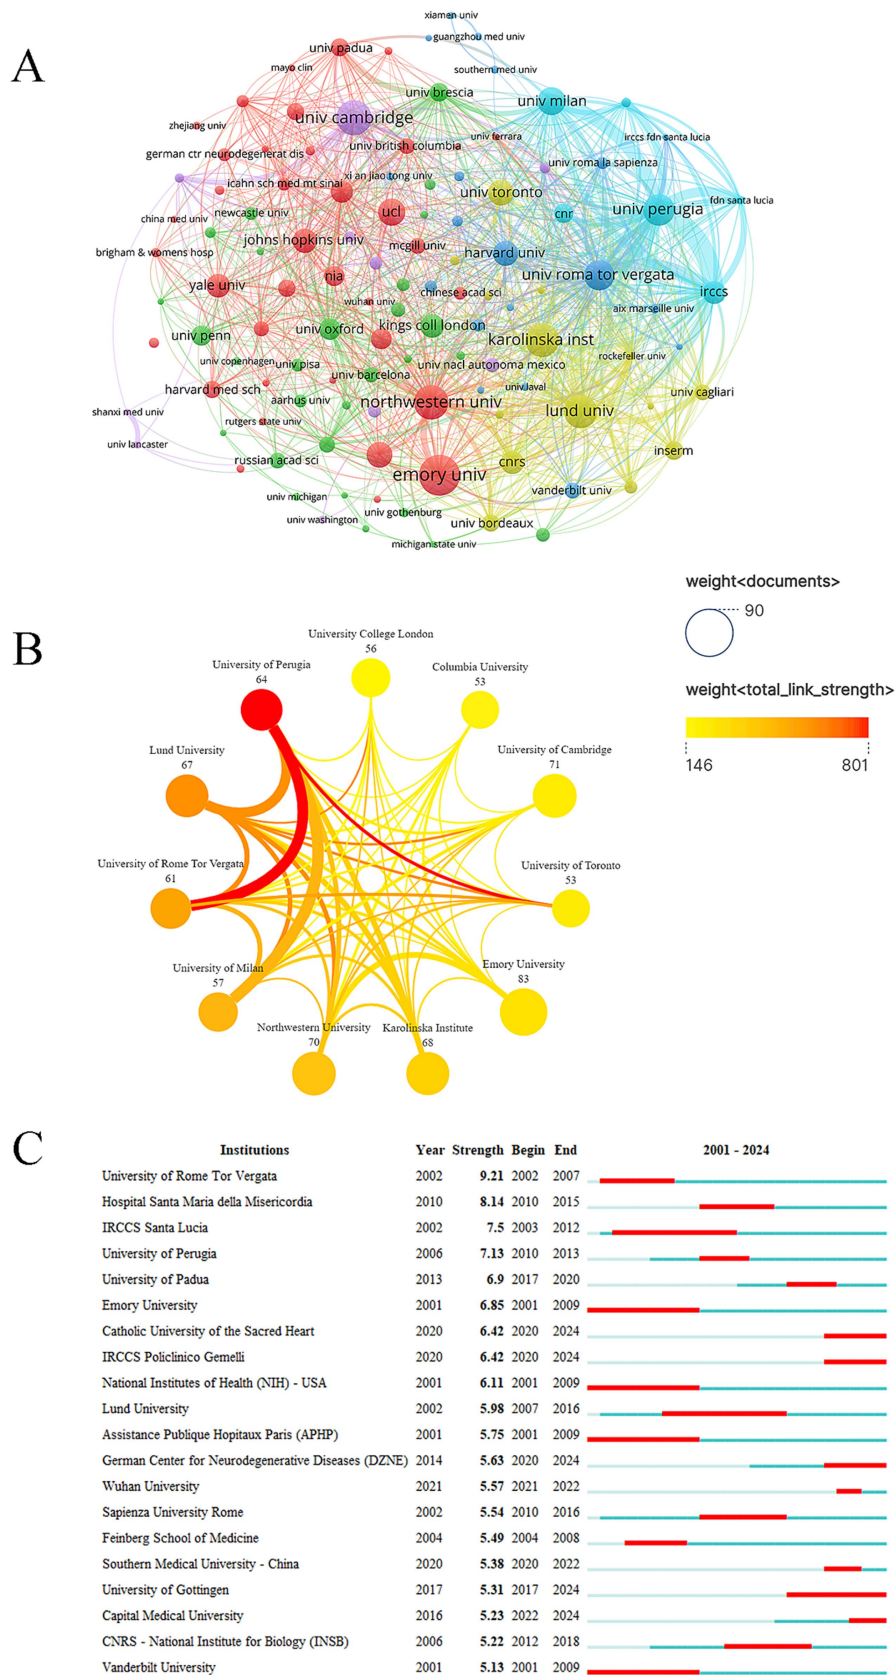 A
xiamen univ
guangzhou med univ
univ padua
mayo clin
southern med univ
univ brescia
univ milan
univ cambridge
zhejiang univ
univ ferrara
irccs fdn santa lucia
univ british columbia
german ctr neurodegenerat dis
univ roma la sapienza
xi an jiao tong univ
icahn sch med mt sinai
univ toronto
fdn santa lucia
univ perugia
ucl
cnr
newcastle univ
china med univ
johns hopkins univ
mcgill univ
harvard univ
brigham & womens hosp
univ roma tor vergata
nia
yale univ
chinese acad sci
irccs
wuhan univ
aix marseille univ
univ penn
univ oxford
kings coll london
karolinska inst
rockefeller univ
univ copenhagen
univ pisa
univ nacl autonoma mexico
univ barcelona
harvard med sch
univ laval
univ cagliari
aarhus univ
northwestern univ
lund univ
shanxi med univ
rutgers state univ
univ lancaster
inserm
russian acad sci
cnrs
emory univ
vanderbilt univ
univ michigan
univ gothenburg
univ washington
univ bordeaux
michigan state univ
weight<documents>
90
weight<total_link_strength>
146 801
B
University College London
56
University of Perugia
64
Columbia University
53
Lund University
67
University of Cambridge
71
University of Rome Tor Vergata
61
University of Toronto
53
University of Milan
57
Emory University
83
Northwestern University
70
Karolinska Institute
68
C
Institutions Year Strength Begin End 2001 - 2024
University of Rome Tor Vergata 2002 9.21 2002 2007
Hospital Santa Maria della Misericordia 2010 8.14 2010 2015
IRCCS Santa Lucia 2002 7.5 2003 2012
University of Perugia 2006 7.13 2010 2013
University of Padua 2013 6.9 2017 2020
Emory University 2001 6.85 2001 2009
Catholic University of the Sacred Heart 2020 6.42 2020 2024
IRCCS Policlinico Gemelli 2020 6.42 2020 2024
National Institutes of Health (NIH) - USA 2001 6.11 2001 2009
Lund University 2002 5.98 2007 2016
Assistance Publique Hopitaux Paris (APHP) 2001 5.75 2001 2009
German Center for Neurodegenerative Diseases (DZNE) 2014 5.63 2020 2024
Wuhan University 2021 5.57 2021 2022
Sapienza University Rome 2002 5.54 2010 2016
Feinberg School of Medicine 2004 5.49 2004 2008
Southern Medical University - China 2020 5.38 2020 2022
University of Gottingen 2017 5.31 2017 2024
Capital Medical University 2016 5.23 2022 2024
CNRS - National Institute for Biology (INSB) 2006 5.22 2012 2018
Vanderbilt University 2001 5.13 2001 2009